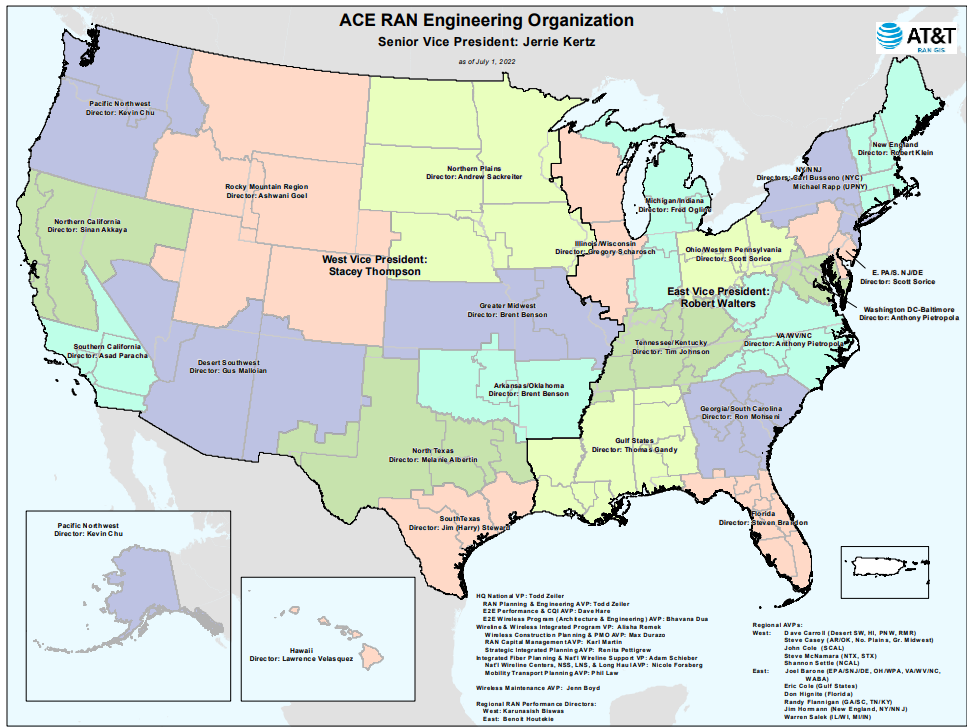 ACE RAN Engineering Organization
Senior Vice President: Jerrie Kertz
as of July 1, 2022
AT&T
RAN GIS
Pacific Northwest
Director: Kevin Chu
Rocky Mountain Region
Director: Ashwani Goel
Northern Plains
Director: Andrew Sackreiter
Michigan/Indiana
Director: Fred Ogline
New England
Director: Robert Klein
NY/NNJ
Directors: Carl Busseno (NYC)
Michael Rapp (UPNY)
Northern California
Director: Sinan Akkaya
West Vice President:
Stacey Thompson
Illinois/Wisconsin
Director: Gregory Scharosch
Ohio/Western Pennsylvania
Director: Scott Sorice
E. PA/S. NJ/DE
Director: Scott Sorice
East Vice President:
Robert Walters
Greater Midwest
Director: Brent Benson
Washington DC-Baltimore
Director: Anthony Pietropola
Southern California
Director: Asad Paracha
Desert Southwest
Director: Gus Malloian
Tennessee/Kentucky
Director: Tim Johnson
VA/WV/NC
Director: Anthony Pietropola
Arkansas/Oklahoma
Director: Brent Benson
Georgia/South Carolina
Director: Ron Mohseni
North Texas
Director: Melanie Albertin
Gulf States
Director: Thomas Gandy
South Texas
Director: Jim (Harry) Steward
Florida
Director: Steven Brandon
Pacific Northwest
Director: Kevin Chu
Hawaii
Director: Lawrence Velasquez
HQ National VP: Todd Zeiler
RAN Planning & Engineering AVP: Todd Zeiler
E2E Performance & CQI AVP: Dave Hare
E2E Wireless Program (Architecture & Engineering) AVP: Bhavana Dua
Wireline & Wireless Integrated Program VP: Alisha Remek
Wireless Construction Planning & PMO AVP: Max Durazo
RAN Capital Management AVP: Karl Martin
Strategic Integrated Planning AVP: Renita Pettigrew
Integrated Fiber Planning & Nat'l Wireline Support VP: Adam Schieber
Nat'l Wire Centers, NSS, LNS, & Long Haul AVP: Nicole Forsberg
Mobility Transport Planning AVP: Phil Law
Wireless Maintenance AVP: Jenn Boyd
Regional RAN Performance Directors:
West: Karunasish Biswas
East: Benoit Houtekie
Regional AVPs:
West: Dave Carroll (Desert SW, HI, PNW, RMR)
Steve Casey (AR/OK, No. Plains, Gr. Midwest)
John Cole (SCAL)
Steve McNamara (NTX, STX)
Shannon Settle (NCAL)
East: Joel Barone (EPA/SNJ/DE, OH/WPA, VA/WV/NC,
WABA)
Eric Cole (Gulf States)
Don Hignite (Florida)
Randy Flannigan (GA/SC, TN/KY)
Jim Hormann (New England, NY/NNJ)
Warren Salek (IL/WI, MI/IN)